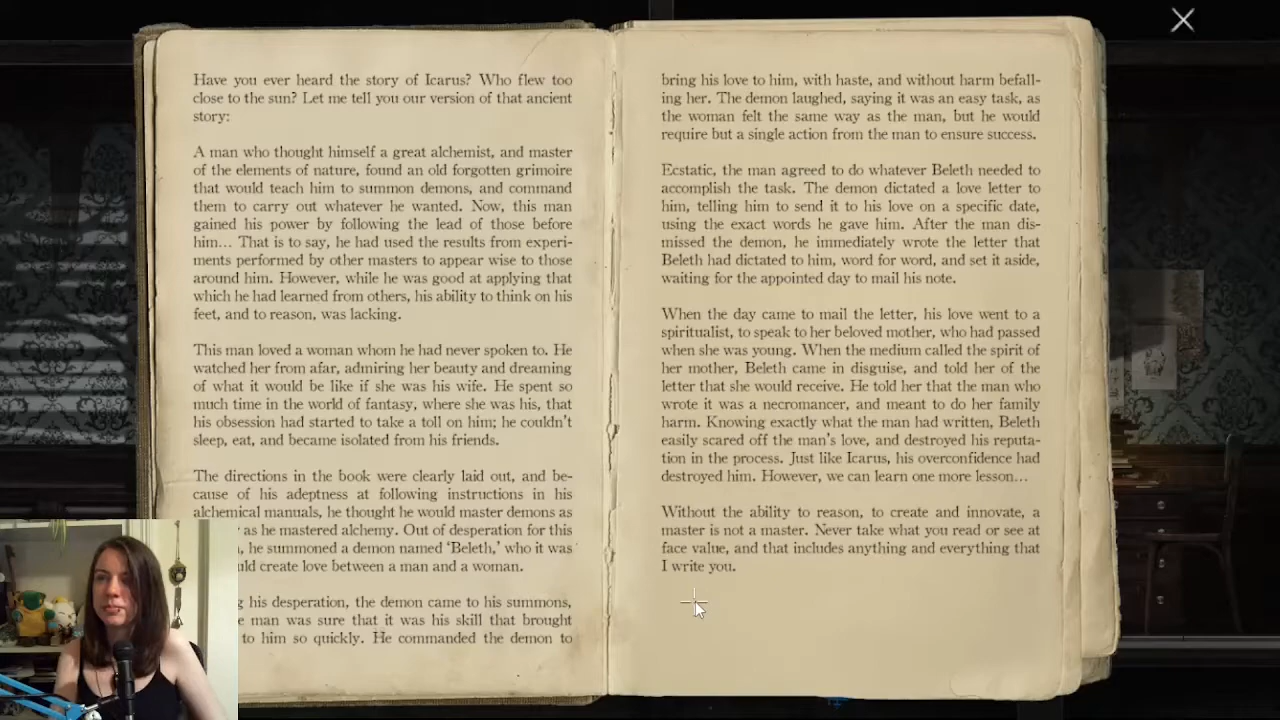 Have you ever heard the story of Icarus? Who flew too
close to the sun? Let me tell you our version of that ancient
story:
A man who thought himself a great alchemist, and master
of the elements of nature, found an old forgotten grimoire
that would teach him to summon demons, and command
them to carry out whatever he wanted. Now, this man
gained his power by following the lead of those before
him... That is to say, he had used the results from experi-
ments performed by other masters to appear wise to those
around him. However, while he was good at applying that
which he had learned from others, his ability to think on his
feet, and to reason, was lacking.
This man loved a woman whom he had never spoken to. He
watched her from afar, admiring her beauty and dreaming
of what it would be like if she was his wife. He spent so
much time in the world of fantasy, where she was his, that
his obsession had started to take a toll on him; he couldn't
sleep, eat, and became isolated from his friends.
The directions in the book were clearly laid out, and be-
cause of his adeptness at following instructions in his
alchemical manuals, he thought he would master demons as
as he mastered alchemy. Out of desperation for this
he summoned a demon named 'Beleth,' who it was
create love between a man and a woman.
his desperation, the demon came to his summons,
man was sure that it was his skill that brought
to him so quickly. He commanded the demon to
bring his love to him, with haste, and without harm befall-
ing her. The demon laughed, saying it was an easy task, as
the woman felt the same way as the man, but he would
require but a single action from the man to ensure success.
Ecstatic, the man agreed to do whatever Beleth needed to
accomplish the task. The demon dictated a love letter to
him, telling him to send it to his love on a specific date,
using the exact words he gave him. After the man dis-
missed the demon, he immediately wrote the letter that
Beleth had dictated to him, word for word, and set it aside,
waiting for the appointed day to mail his note.
When the day came to mail the letter, his love went to a
spiritualist, to speak to her beloved mother, who had passed
when she was young. When the medium called the spirit of
her mother, Beleth came in disguise, and told her of the
letter that she would receive. He told her that the man who
wrote it was a necromancer, and meant to do her family
harm. Knowing exactly what the man had written, Beleth
easily scared off the man's love, and destroyed his reputa-
tion in the process. Just like Icarus, his overconfidence had
destroyed him. However, we can learn one more lesson...
Without the ability to reason, to create and innovate, a
master is not a master. Never take what you read or see at
face value, and that includes anything and everything that
I write you.